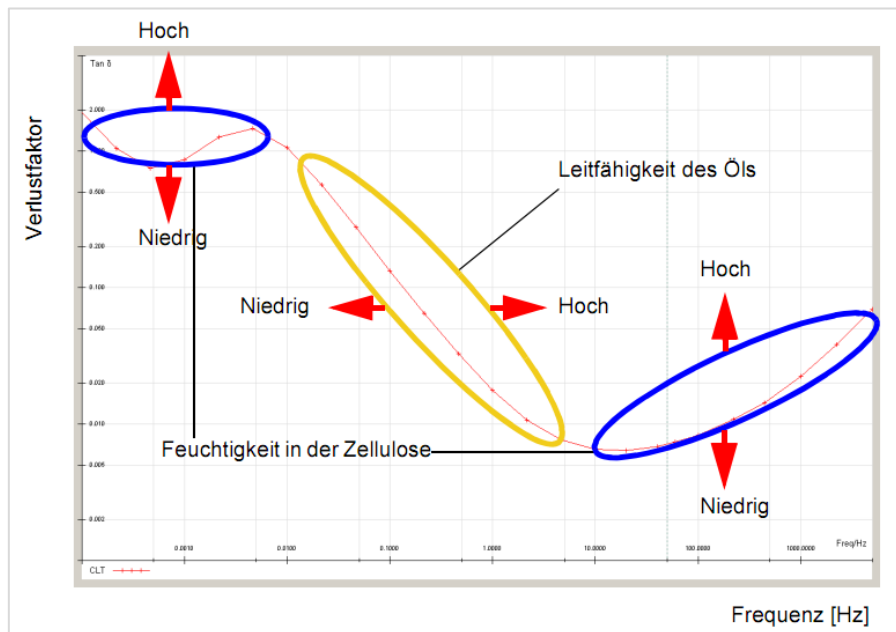 Hoch
Tan δ
2.000
Verlustfaktor
0.500
Niedrig
0.200
0.100
0.050
0.020
0.010
0.005
0.002
Leitfähigkeit des Öls
Niedrig
Hoch
Hoch
Feuchtigkeit in der Zellulose
Niedrig
0.0010
0.0100
0.1000
1.0000
10.0000
100.0000
1000.0000
Freq/Hz
CLT
Frequenz [Hz]